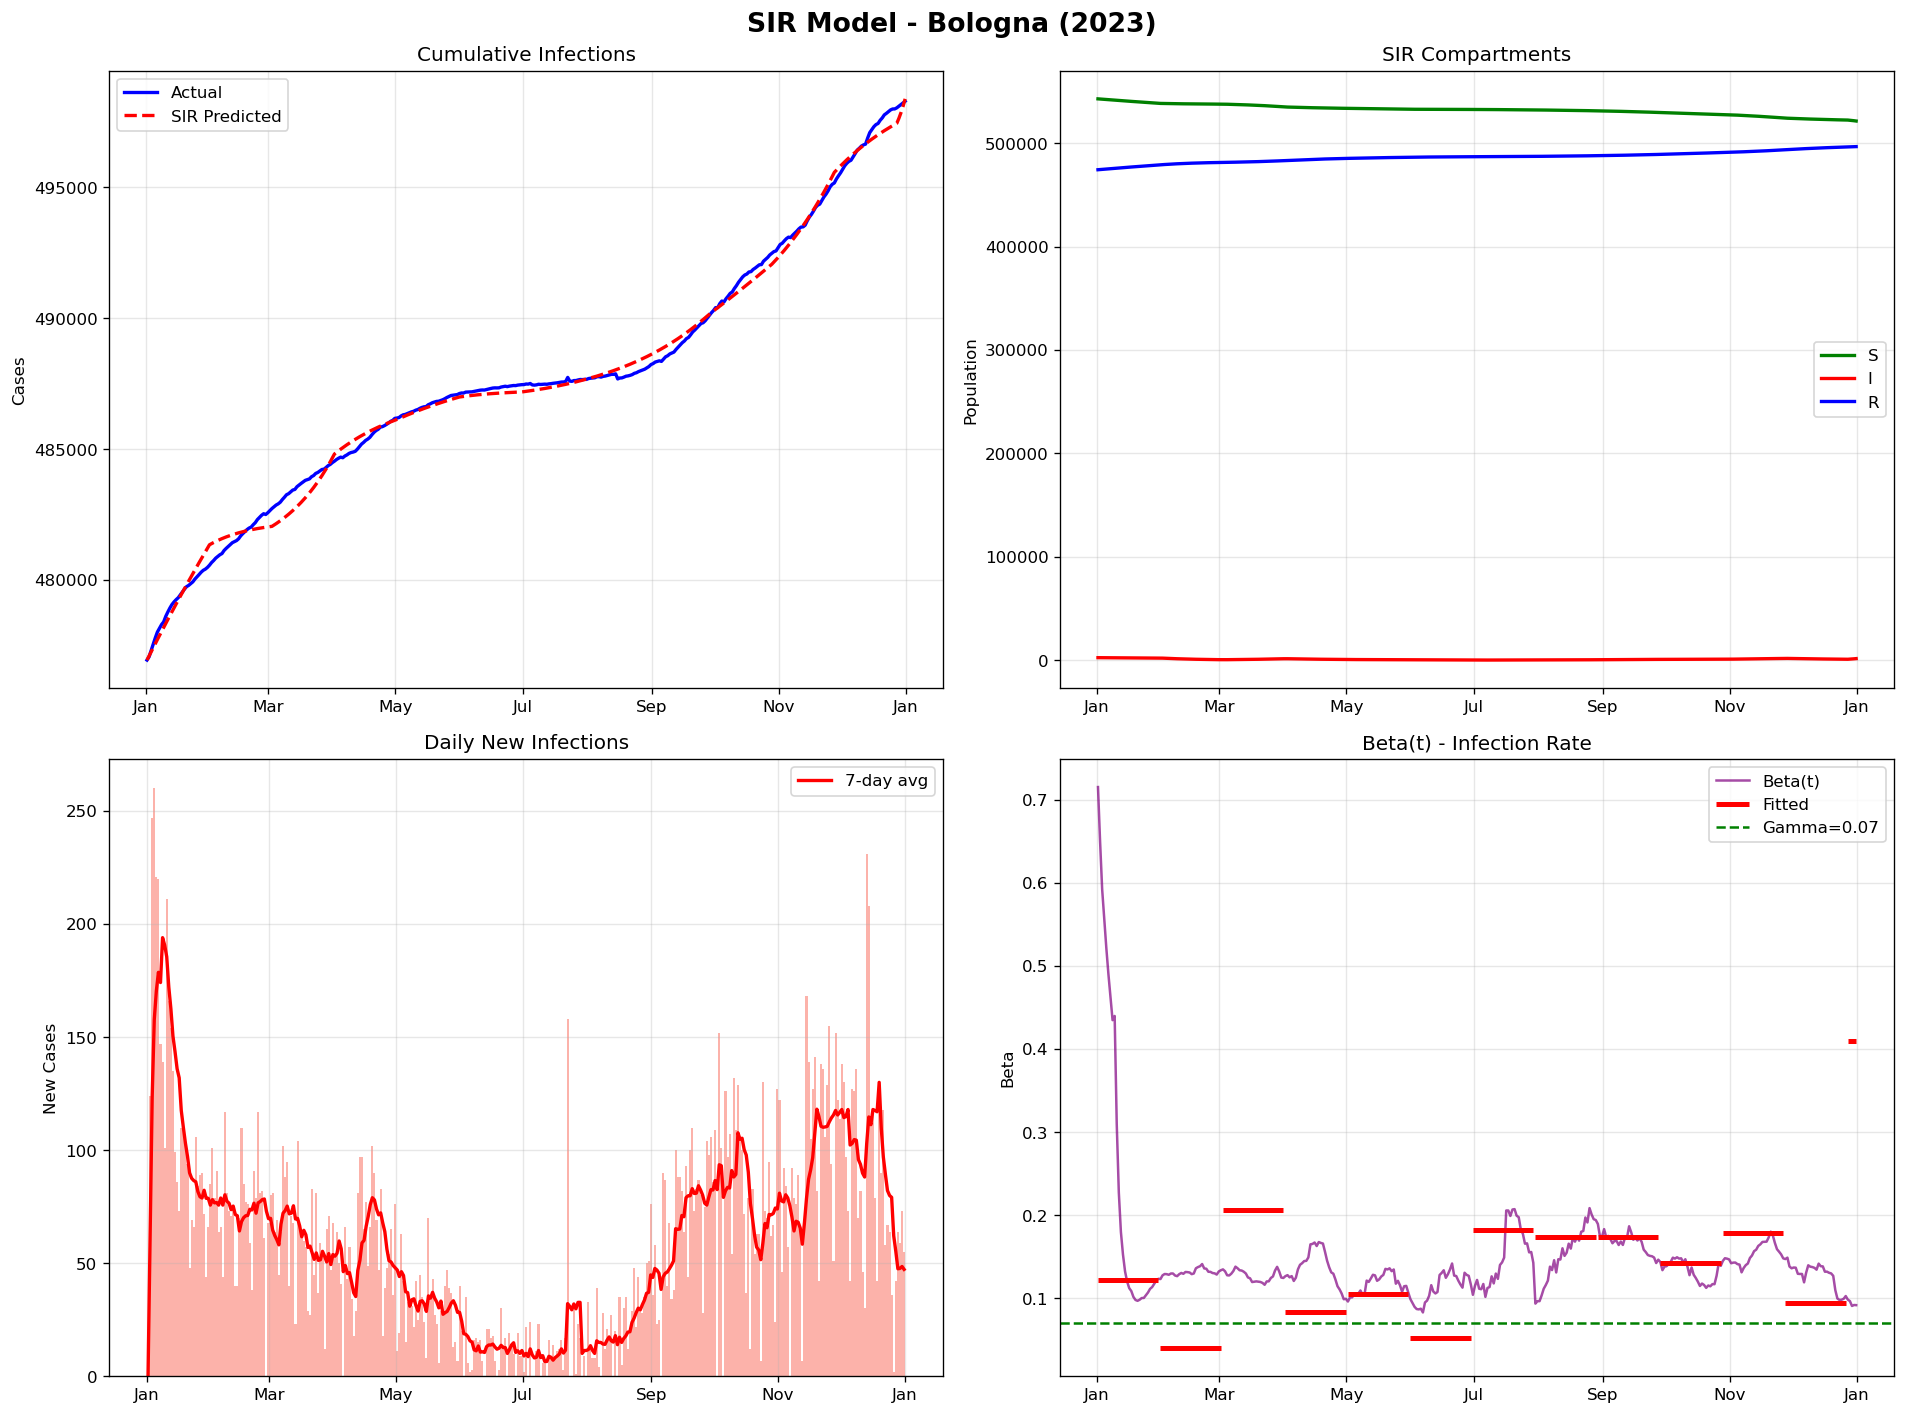 SIR Model - Bologna (2023)
Cumulative Infections
Actual
SIR Predicted
Cases
495000
490000
485000
480000
Jan Mar May Jul Sep Nov Jan
SIR Compartments
Population
500000
400000
300000
200000
100000
0
S
I
R
Jan Mar May Jul Sep Nov Jan
Daily New Infections
7-day avg
New Cases
250
200
150
100
50
0
Jan Mar May Jul Sep Nov Jan
Beta(t) - Infection Rate
Beta(t)
Fitted
Gamma=0.07
Beta
0.7
0.6
0.5
0.4
0.3
0.2
0.1
Jan Mar May Jul Sep Nov Jan